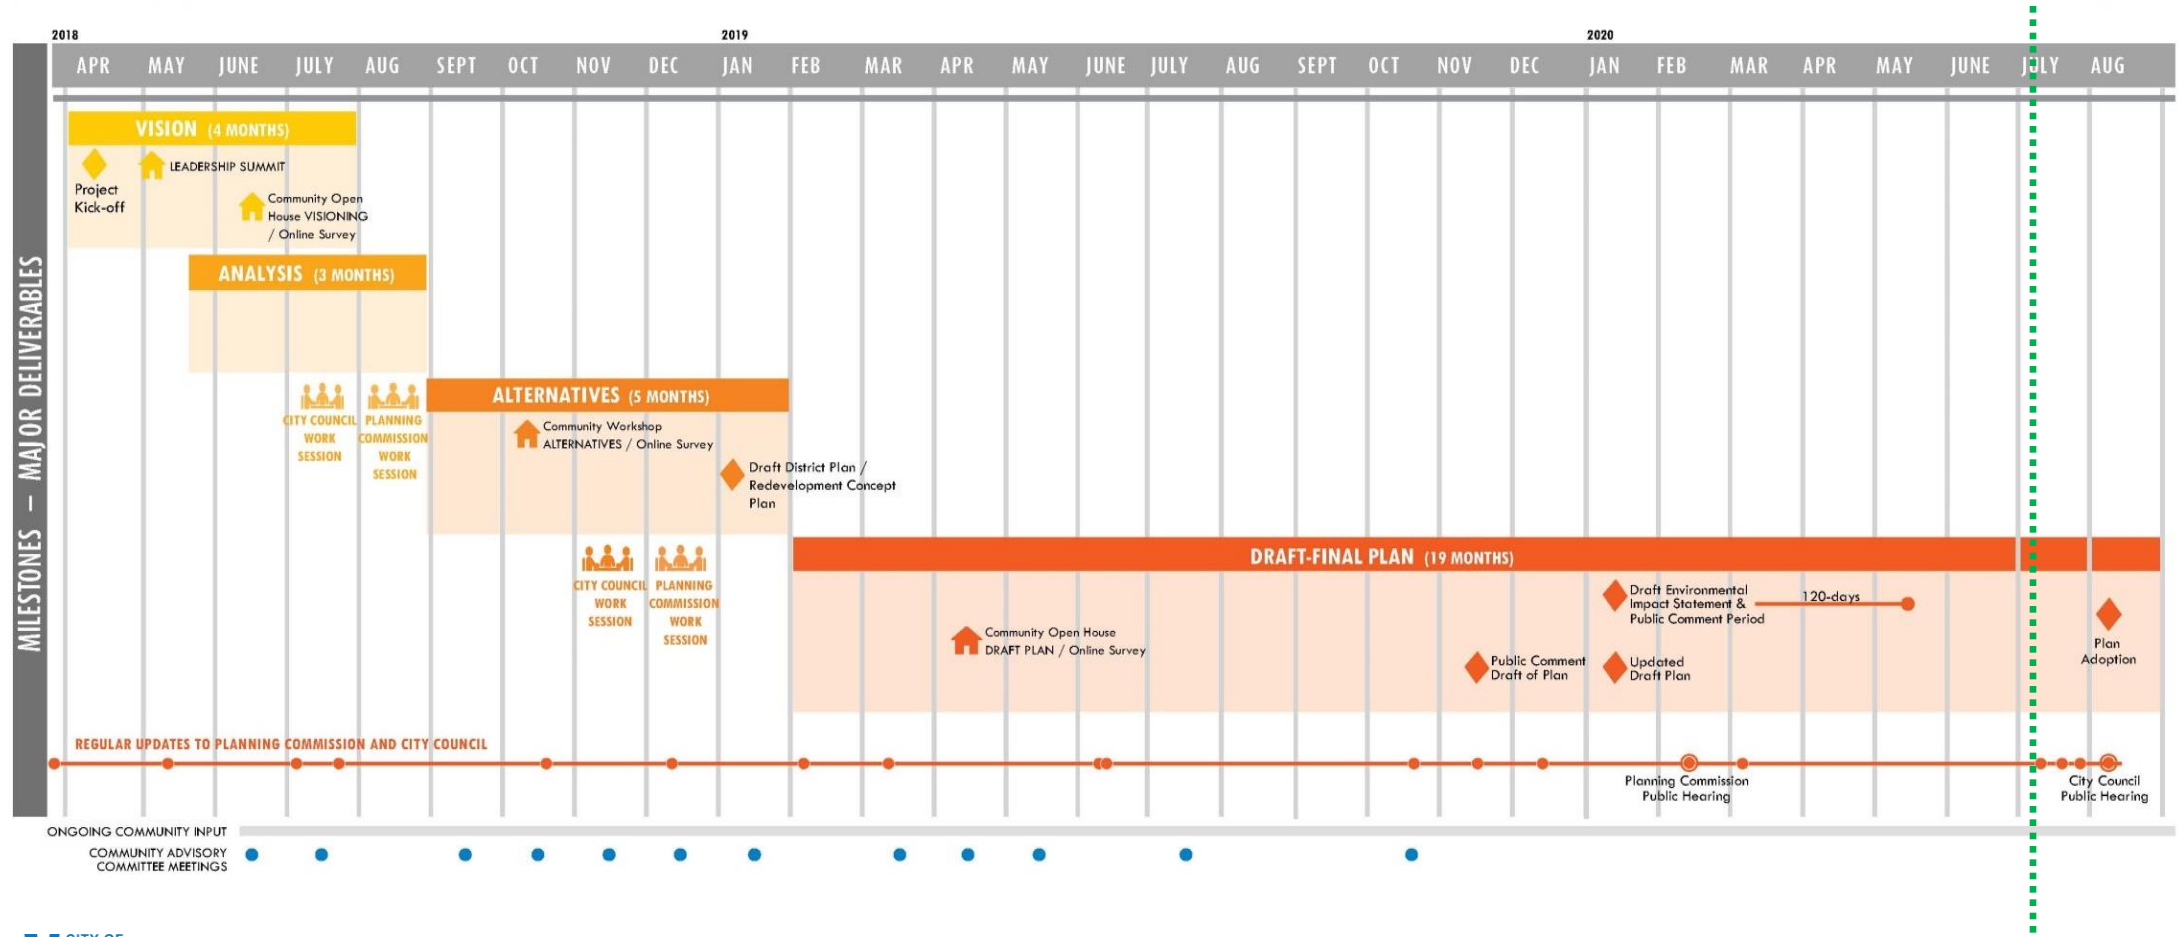 2018 2019 2020
APR MAY JUNE JULY AUG SEPT OCT NOV DEC JAN FEB MAR APR MAY JUNE JULY AUG SEPT OCT NOV DEC JAN FEB MAR APR MAY JUNE JULY AUG
MILESTONES – MAJOR DELIVERABLES
VISION (4 MONTHS)
Project
Kick-off
LEADERSHIP SUMMIT
Community Open
House VISIONING
/ Online Survey
ANALYSIS (3 MONTHS)
CITY COUNCIL
WORK
SESSION
PLANNING
COMMISSION
WORK
SESSION
ALTERNATIVES (5 MONTHS)
Community Workshop
ALTERNATIVES / Online Survey
Draft District Plan /
Redevelopment Concept
Plan
CITY COUNCIL
WORK
SESSION
PLANNING
COMMISSION
WORK
SESSION
DRAFT-FINAL PLAN (19 MONTHS)
Community Open House
DRAFT PLAN / Online Survey
Public Comment
Draft of Plan
Draft Environmental
Impact Statement &
Public Comment Period
120-days
Updated
Draft Plan
Plan
Adoption
REGULAR UPDATES TO PLANNING COMMISSION AND CITY COUNCIL
Planning Commission
Public Hearing
City Council
Public Hearing
ONGOING COMMUNITY INPUT
COMMUNITY ADVISORY
COMMITTEE MEETINGS
CITY OF